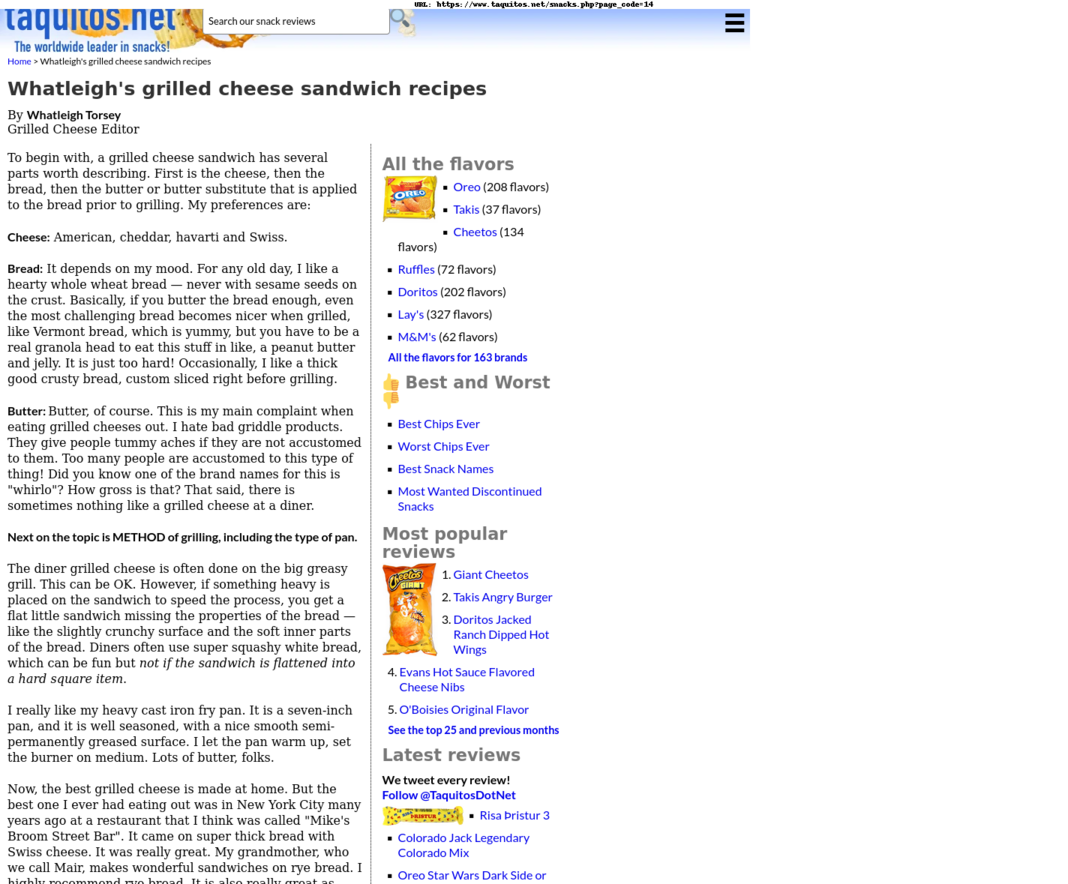 URL: https://www.taquitos.net/snacks.php?page_code=14
taquitos.net
The worldwide leader in snacks!
Search our snack reviews
Home > Whatleigh's grilled cheese sandwich recipes
Whatleigh's grilled cheese sandwich recipes
By Whatleigh Torsey
Grilled Cheese Editor
To begin with, a grilled cheese sandwich has several
parts worth describing. First is the cheese, then the
bread, then the butter or butter substitute that is applied
to the bread prior to grilling. My preferences are:
Cheese: American, cheddar, havarti and Swiss.
Bread: It depends on my mood. For any old day, I like a
hearty whole wheat bread — never with sesame seeds on
the crust. Basically, if you butter the bread enough, even
the most challenging bread becomes nicer when grilled,
like Vermont bread, which is yummy, but you have to be a
real granola head to eat this stuff in like, a peanut butter
and jelly. It is just too hard! Occasionally, I like a thick
good crusty bread, custom sliced right before grilling.
Butter: Butter, of course. This is my main complaint when
eating grilled cheeses out. I hate bad griddle products.
They give people tummy aches if they are not accustomed
to them. Too many people are accustomed to this type of
thing! Did you know one of the brand names for this is
"whirlo"? How gross is that? That said, there is
sometimes nothing like a grilled cheese at a diner.
Next on the topic is METHOD of grilling, including the type of pan.
The diner grilled cheese is often done on the big greasy
grill. This can be OK. However, if something heavy is
placed on the sandwich to speed the process, you get a
flat little sandwich missing the properties of the bread —
like the slightly crunchy surface and the soft inner parts
of the bread. Diners often use super squashy white bread,
which can be fun but not if the sandwich is flattened into
a hard square item.
I really like my heavy cast iron fry pan. It is a seven-inch
pan, and it is well seasoned, with a nice smooth semi-
permanently greased surface. I let the pan warm up, set
the burner on medium. Lots of butter, folks.
Now, the best grilled cheese is made at home. But the
best one I ever had eating out was in New York City many
years ago at a restaurant that I think was called "Mike's
Broom Street Bar". It came on super thick bread with
Swiss cheese. It was really great. My grandmother, who
we call Mair, makes wonderful sandwiches on rye bread. I
highly recommend rye bread. It is also really great as
All the flavors
OREO
Oreo (208 flavors)
Takis (37 flavors)
Cheetos (134
flavors)
Ruffles (72 flavors)
Doritos (202 flavors)
Lay's (327 flavors)
M&M's (62 flavors)
All the flavors for 163 brands
Best and Worst
Best Chips Ever
Worst Chips Ever
Best Snack Names
Most Wanted Discontinued
Snacks
Most popular
reviews
Cheetos
GIANT
1. Giant Cheetos
2. Takis Angry Burger
3. Doritos Jacked
Ranch Dipped Hot
Wings
4. Evans Hot Sauce Flavored
Cheese Nibs
5. O'Boisies Original Flavor
See the top 25 and previous months
Latest reviews
We tweet every review!
Follow @TaquitosDotNet
ÞRISTUR
Risa Þristur 3
Colorado Jack Legendary
Colorado Mix
Oreo Star Wars Dark Side or